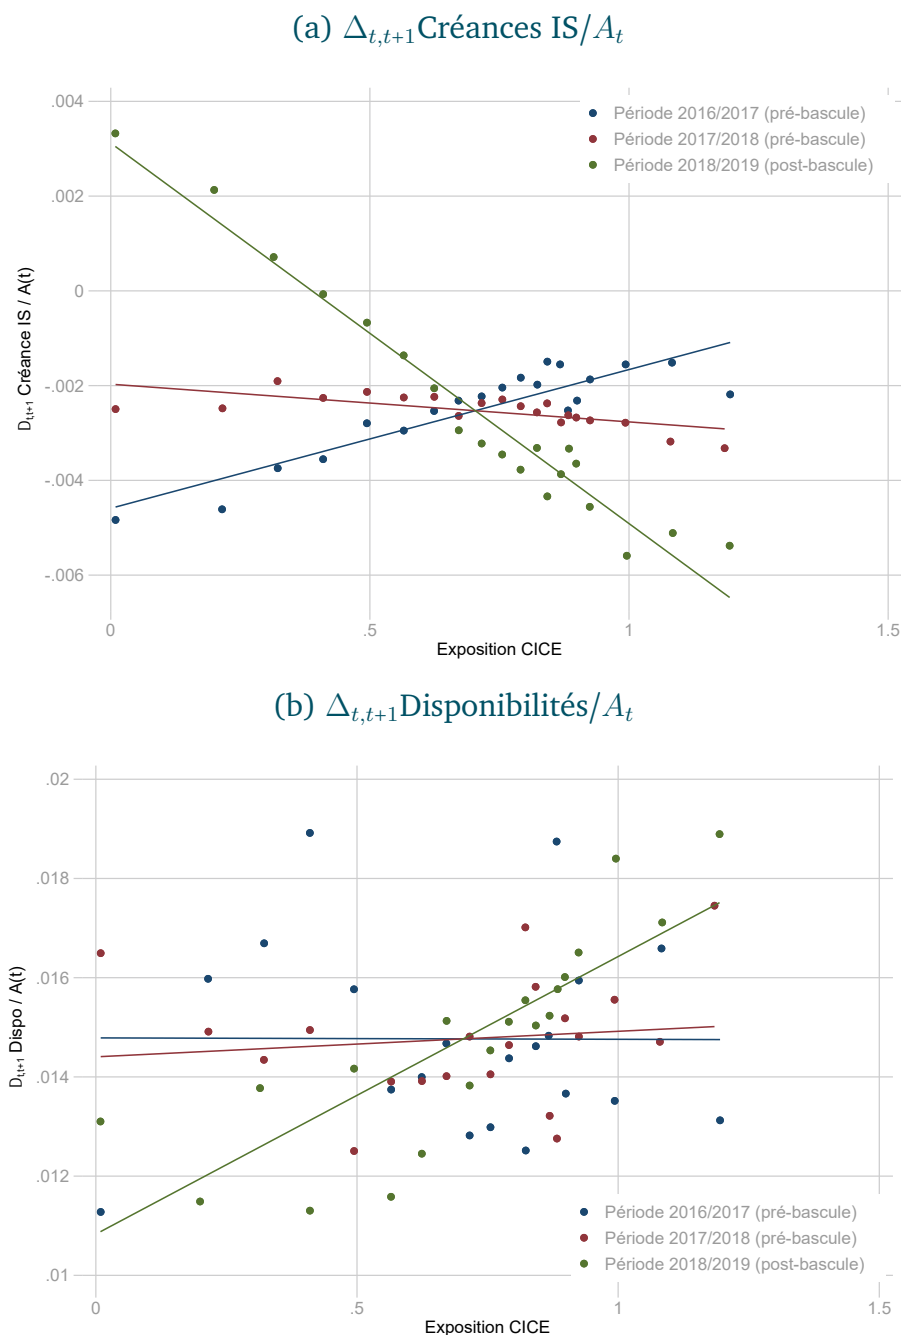 (a) Δt,t+1Créances IS/At
.004
.002
0
-.002
-.004
-.006
Dt,t+1 Créance IS / A(t)
Période 2016/2017 (pré-bascule)
Période 2017/2018 (pré-bascule)
Période 2018/2019 (post-bascule)
0
.5
1
1.5
Exposition CICE
(b) Δt,t+1Disponibilités/At
.02
.018
.016
.014
.012
.01
Dt,t+1 Dispo / A(t)
Période 2016/2017 (pré-bascule)
Période 2017/2018 (pré-bascule)
Période 2018/2019 (post-bascule)
0
.5
1
1.5
Exposition CICE